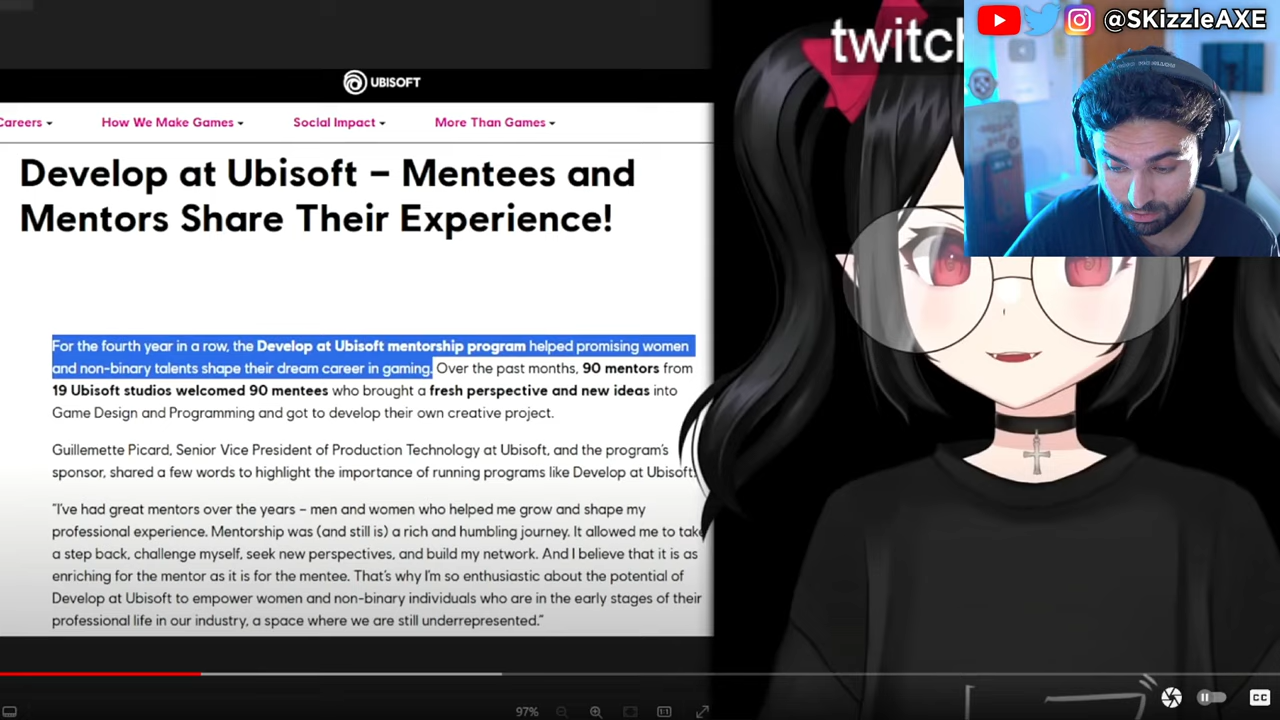 twitch
@SKizzleAXE
UBISOFT
Careers
How We Make Games
Social Impact
More Than Games
Develop at Ubisoft – Mentees and
Mentors Share Their Experience!
For the fourth year in a row, the Develop at Ubisoft mentorship program helped promising women
and non-binary talents shape their dream career in gaming. Over the past months, 90 mentors from
19 Ubisoft studios welcomed 90 mentees who brought a fresh perspective and new ideas into
Game Design and Programming and got to develop their own creative project.
Guillemette Picard, Senior Vice President of Production Technology at Ubisoft, and the program's
sponsor, shared a few words to highlight the importance of running programs like Develop at Ubisoft.
"I've had great mentors over the years – men and women who helped me grow and shape my
professional experience. Mentorship was (and still is) a rich and humbling journey. It allowed me to take
a step back, challenge myself, seek new perspectives, and build my network. And I believe that it is as
enriching for the mentor as it is for the mentee. That's why I'm so enthusiastic about the potential of
Develop at Ubisoft to empower women and non-binary individuals who are in the early stages of their
professional life in our industry, a space where we are still underrepresented."
97%
1:1
CC